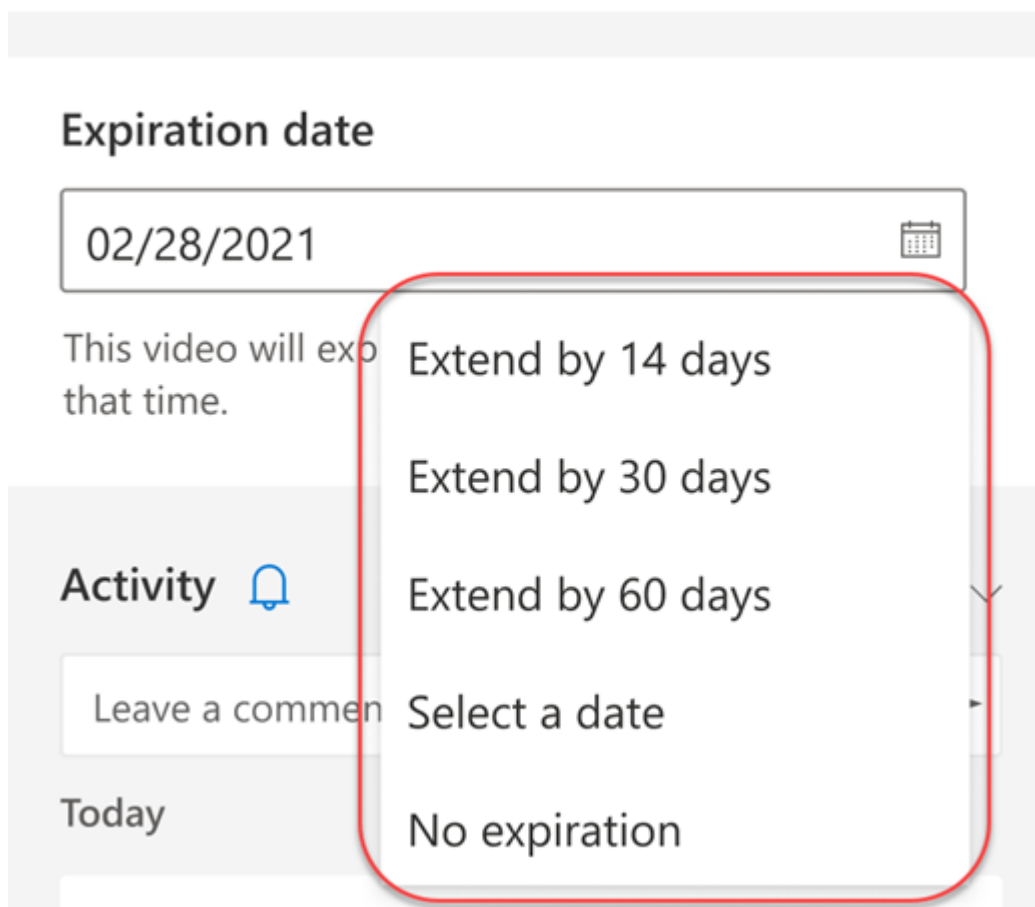 Expiration date
02/28/2021
This video will exp
that time.
Extend by 14 days
Extend by 30 days
Extend by 60 days
Select a date
No expiration
Activity
Leave a commen
Today